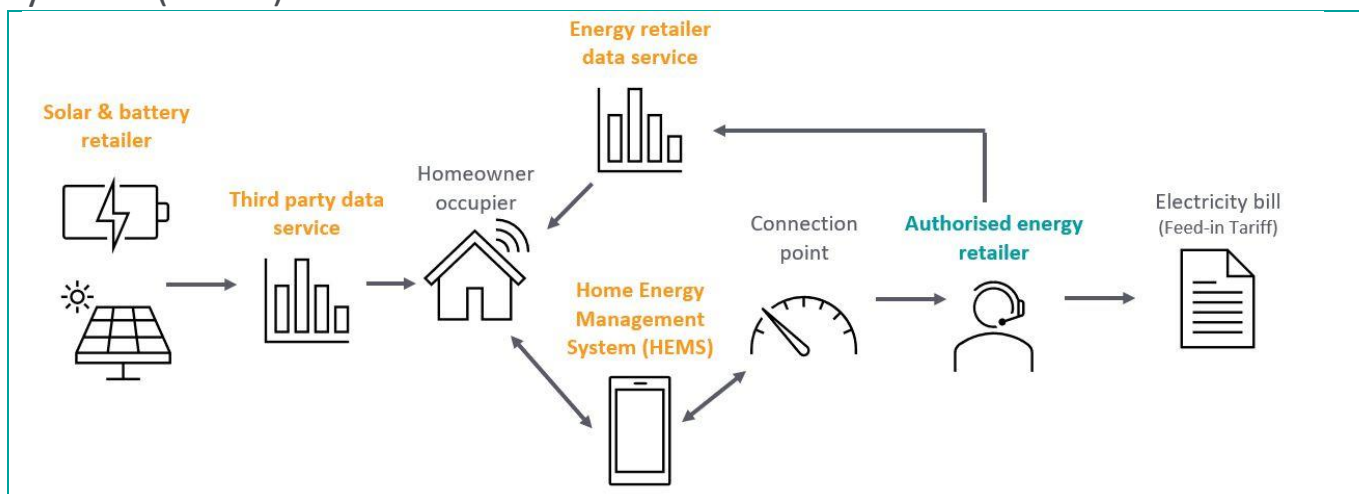 Energy retailer
data service
Solar & battery
retailer
Third party data
service
Homeowner
occupier
Home Energy
Management
System (HEMS)
Connection
point
Authorised energy
retailer
Electricity bill
(Feed-in Tariff)